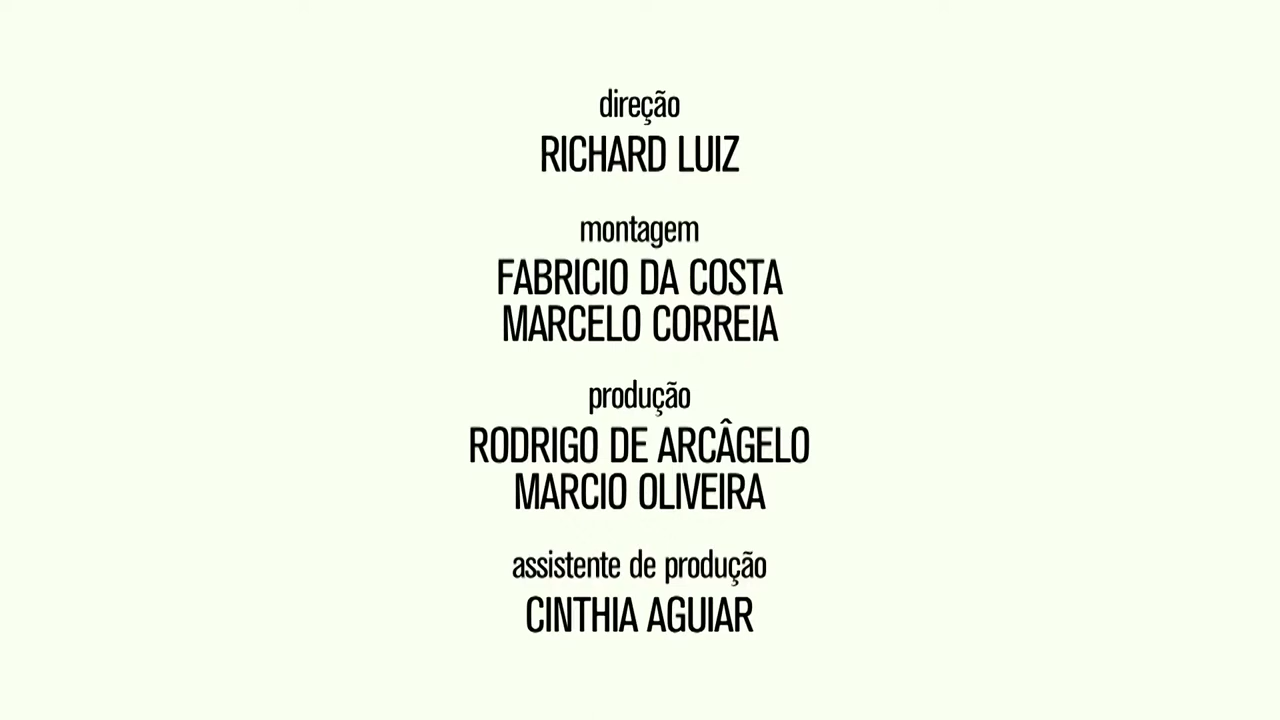 direção
RICHARD LUIZ
montagem
FABRICIO DA COSTA
MARCELO CORREIA
produção
RODRIGO DE ARCÂGELO
MARCIO OLIVEIRA
assistente de produção
CINTHIA AGUIAR